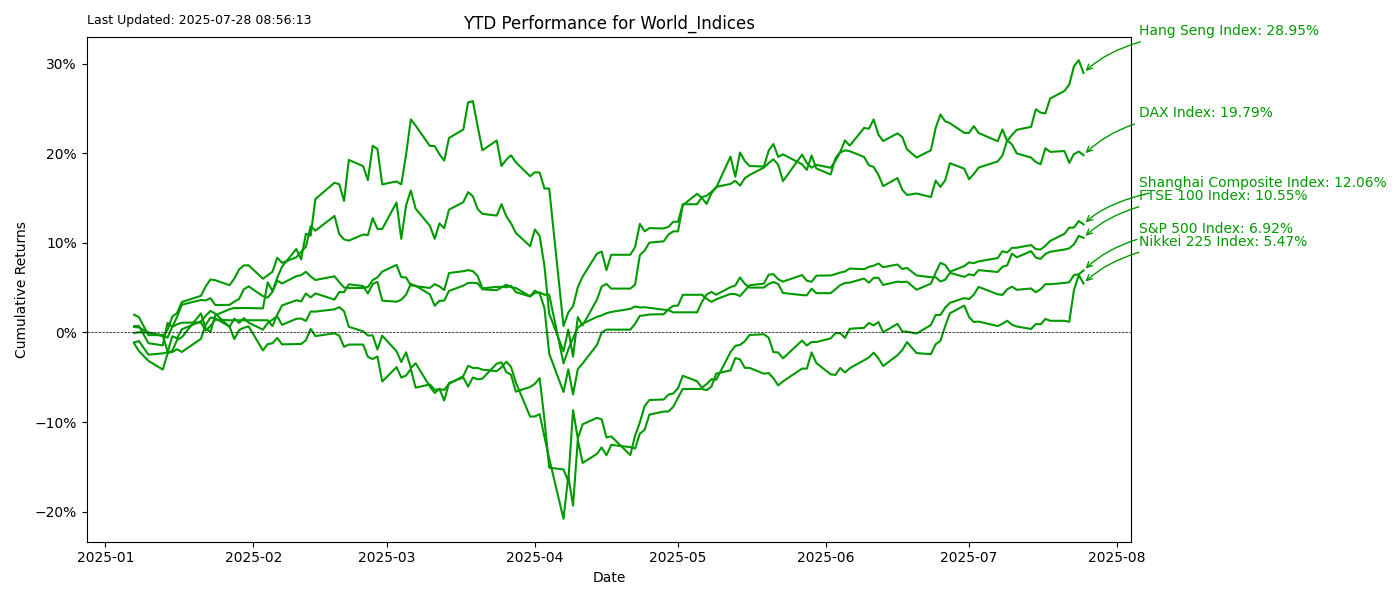 Last Updated: 2025-07-28 08:56:13
YTD Performance for World_Indices
Hang Seng Index: 28.95%
DAX Index: 19.79%
Shanghai Composite Index: 12.06%
FTSE 100 Index: 10.55%
S&P 500 Index: 6.92%
Nikkei 225 Index: 5.47%
Cumulative Returns
30%
20%
10%
0%
−10%
−20%
2025-01 2025-02 2025-03 2025-04 2025-05 2025-06 2025-07 2025-08
Date